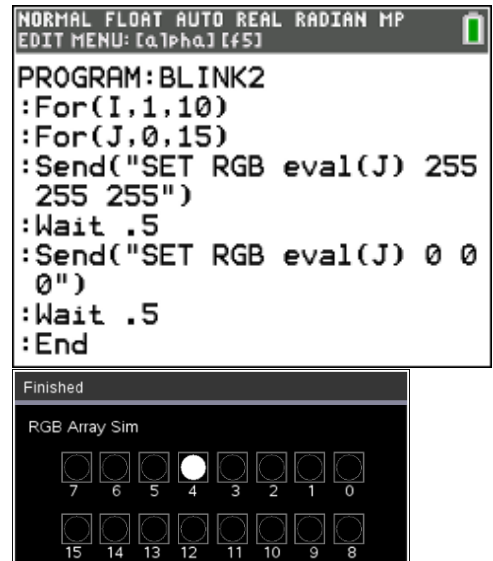 NORMAL FLOAT AUTO REAL RADIAN MP
EDIT MENU: [alpha] [f5]
PROGRAM:BLINK2
:For(I,1,10)
:For(J,0,15)
:Send("SET RGB eval(J) 255
255 255")
:Wait .5
:Send("SET RGB eval(J) 0 0
0")
:Wait .5
:End
Finished
RGB Array Sim
7 6 5 4 3 2 1 0
15 14 13 12 11 10 9 8